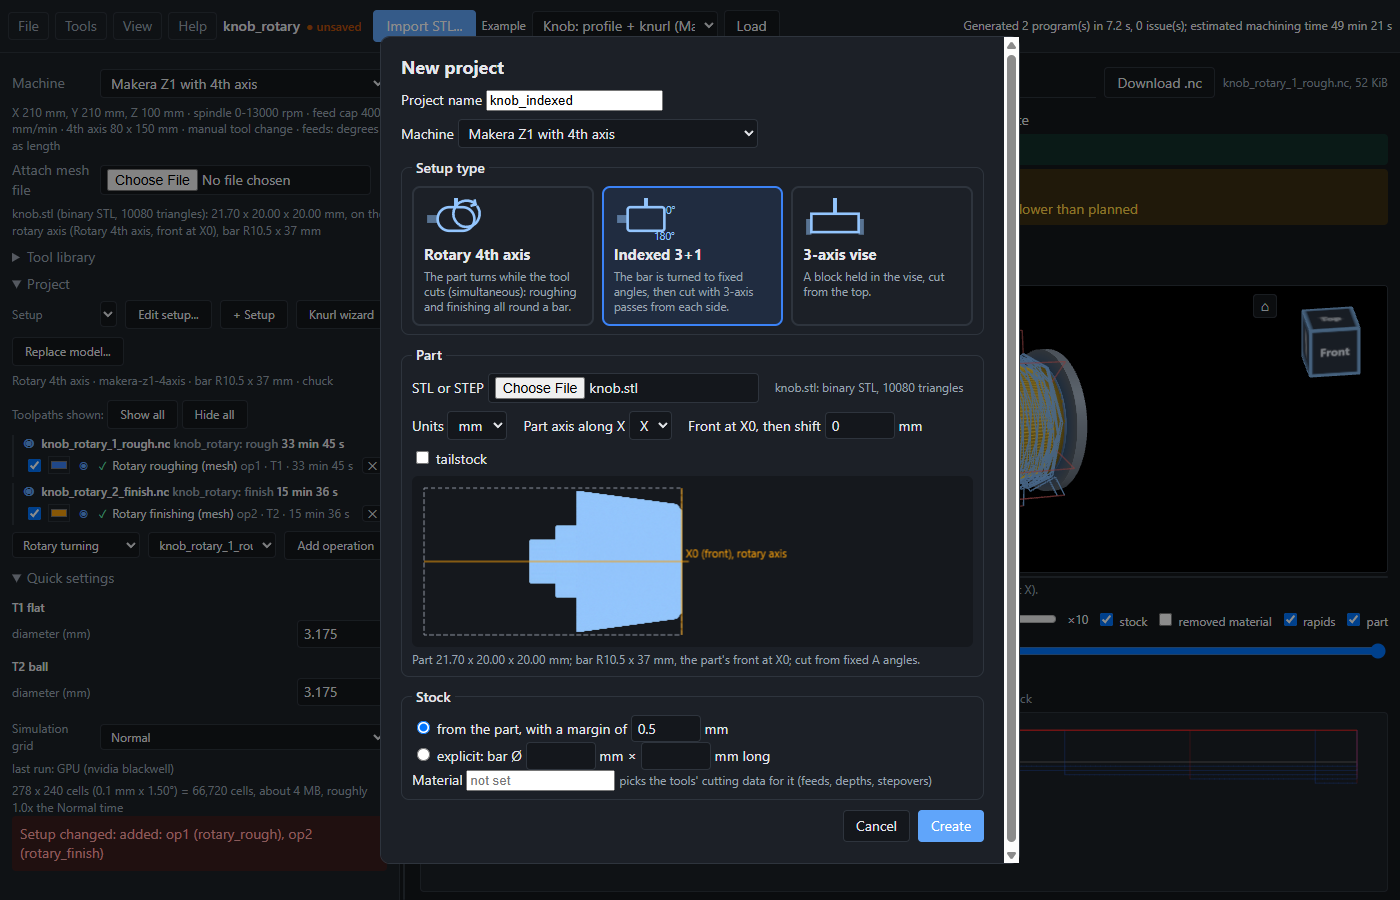 File
Tools
View
Help
knob_rotary
● unsaved
Import STL...
Example
Knob: profile + knurl (Ma
Load
Generated 2 program(s) in 7.2 s, 0 issue(s); estimated machining time 49 min 21 s
Machine
Makera Z1 with 4th axis
X 210 mm, Y 210 mm, Z 100 mm · spindle 0-13000 rpm · feed cap 400
mm/min · 4th axis 80 x 150 mm · manual tool change · feeds: degrees
as length
Attach mesh
file
Choose File No file chosen
knob.stl (binary STL, 10080 triangles): 21.70 x 20.00 x 20.00 mm, on the
rotary axis (Rotary 4th axis, front at X0), bar R10.5 x 37 mm
Tool library
Project
Setup
Edit setup...
+ Setup
Knurl wizard
Replace model...
Rotary 4th axis · makera-z1-4axis · bar R10.5 x 37 mm · chuck
Toolpaths shown:
Show all
Hide all
knob_rotary_1_rough.nc knob_rotary: rough 33 min 45 s
✓ Rotary roughing (mesh) op1 · T1 · 33 min 45 s
knob_rotary_2_finish.nc knob_rotary: finish 15 min 36 s
✓ Rotary finishing (mesh) op2 · T2 · 15 min 36 s
Rotary turning
knob_rotary_1_rou
Add operation
Quick settings
T1 flat
diameter (mm)
3.175
T2 ball
diameter (mm)
3.175
Simulation
grid
Normal
last run: GPU (nvidia blackwell)
278 x 240 cells (0.1 mm x 1.50°) = 66,720 cells, about 4 MB, roughly
1.0x the Normal time
Setup changed: added: op1 (rotary_rough), op2
(rotary_finish)
New project
Project name knob_indexed
Machine Makera Z1 with 4th axis
Setup type
Rotary 4th axis
The part turns while the tool
cuts (simultaneous): roughing
and finishing all round a bar.
0°
180°
Indexed 3+1
The bar is turned to fixed
angles, then cut with 3-axis
passes from each side.
3-axis vise
A block held in the vise, cut
from the top.
Part
STL or STEP
Choose File knob.stl
knob.stl: binary STL, 10080 triangles
Units mm
Part axis along X X
Front at X0, then shift 0 mm
tailstock
X0 (front), rotary axis
Part 21.70 x 20.00 x 20.00 mm; bar R10.5 x 37 mm, the part's front at X0; cut from fixed A angles.
Stock
from the part, with a margin of 0.5 mm
explicit: bar Ø mm × mm long
Material not set picks the tools' cutting data for it (feeds, depths, stepovers)
Cancel
Create
Download .nc
knob_rotary_1_rough.nc, 52 KiB
lower than planned
Top
Front
X).
×10
stock
removed material
rapids
part